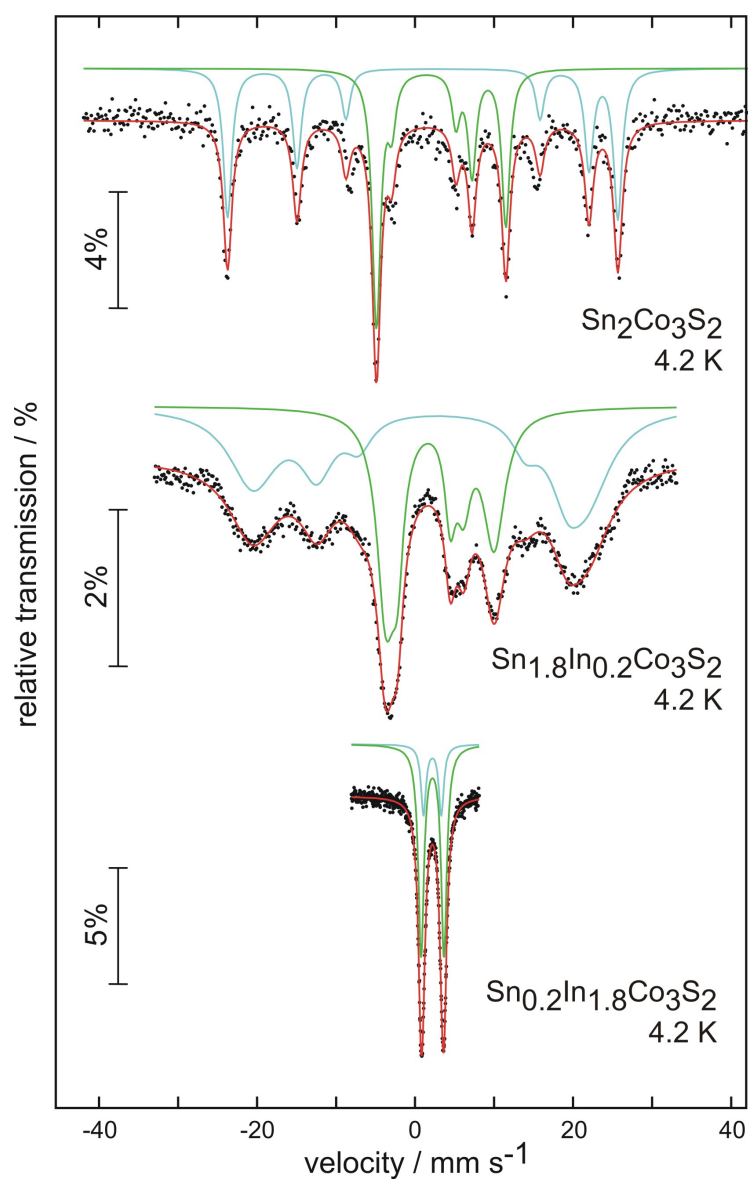 relative transmission / %
4%
Sn2Co3S2
4.2 K
2%
Sn1.8In0.2Co3S2
4.2 K
5%
Sn0.2In1.8Co3S2
4.2 K
-40 -20 0 20 40
velocity / mm s-1